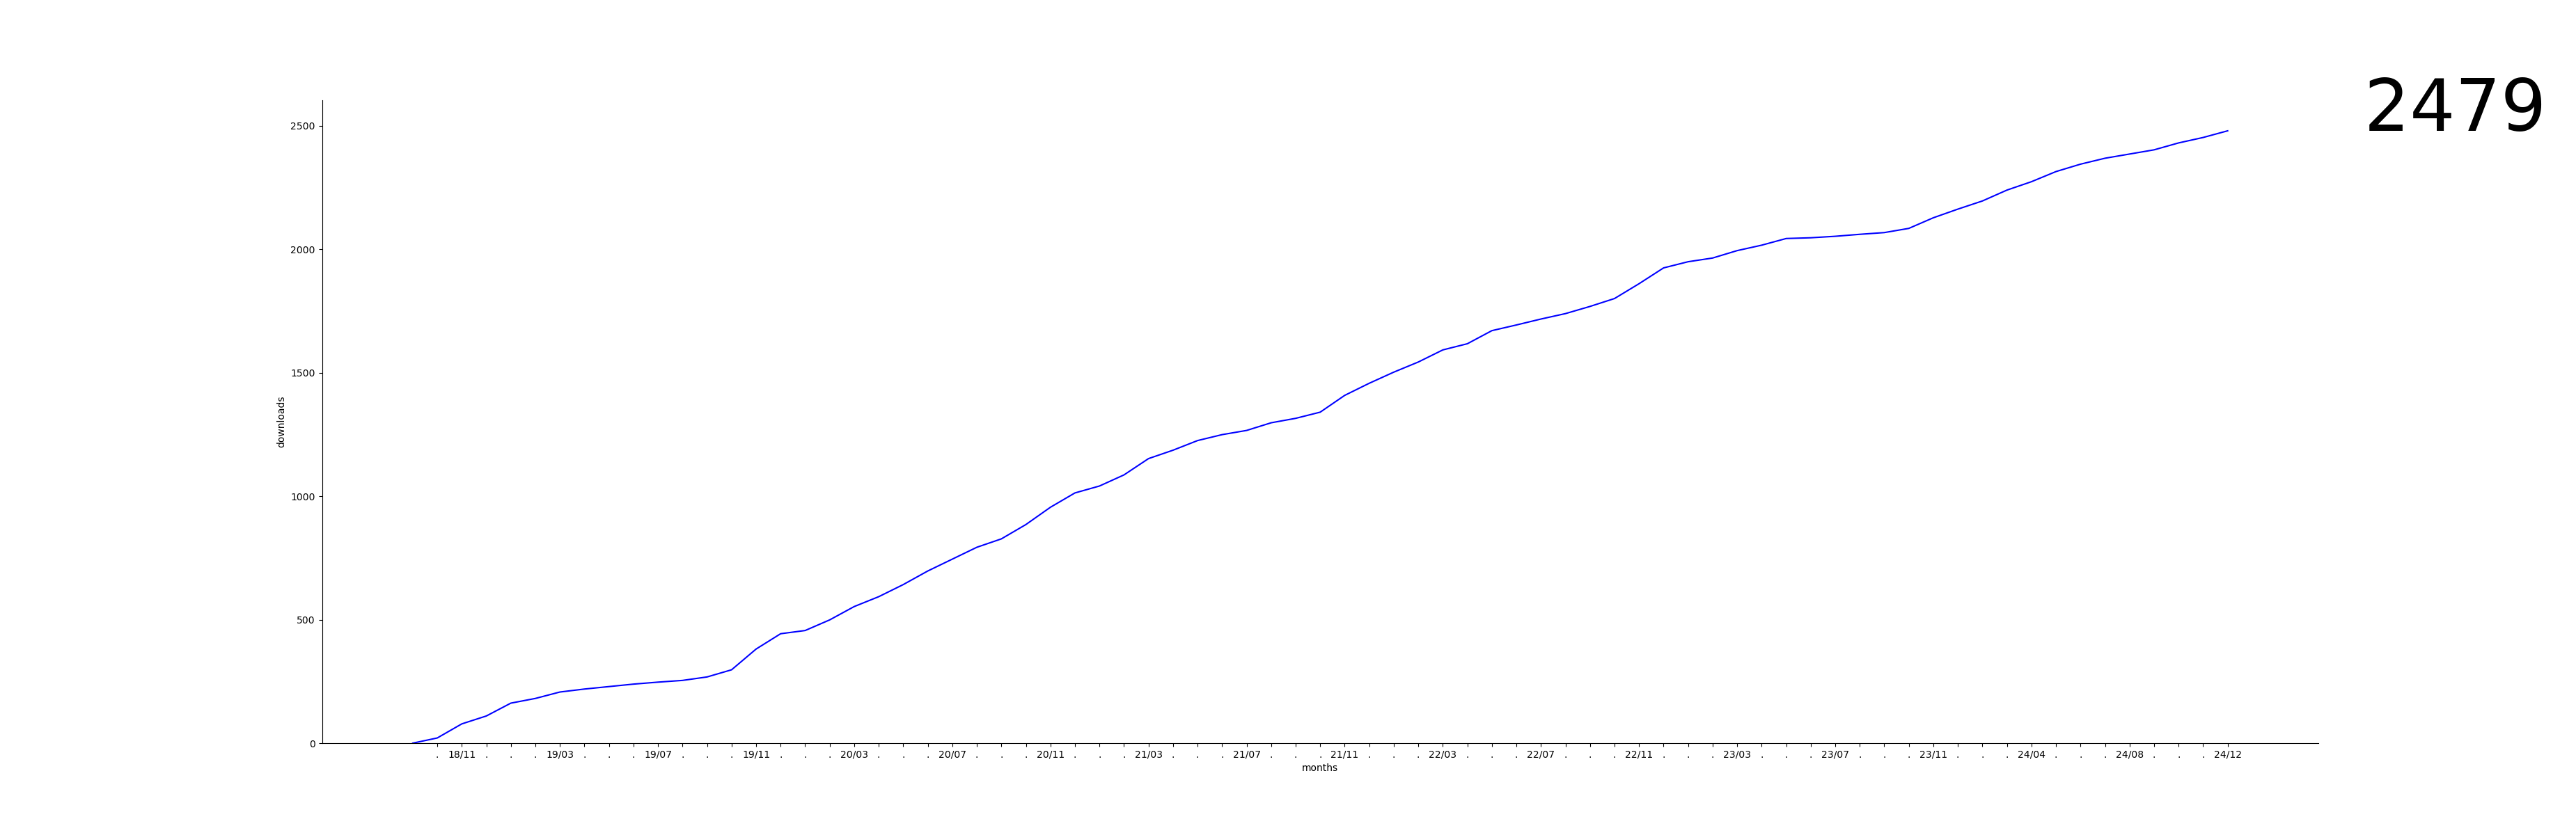 2479
2500
2000
1500
1000
500
0
downloads
. 18/11 . . . 19/03 . . . 19/07 . . . 19/11 . . . 20/03 . . . 20/07 . . . 20/11 . . . 21/03 . . . 21/07 . . . 21/11 . . . 22/03 . . . 22/07 . . . 22/11 . . . 23/03 . . . 23/07 . . . 23/11 . . . 24/04 . . . 24/08 . . . 24/12
months